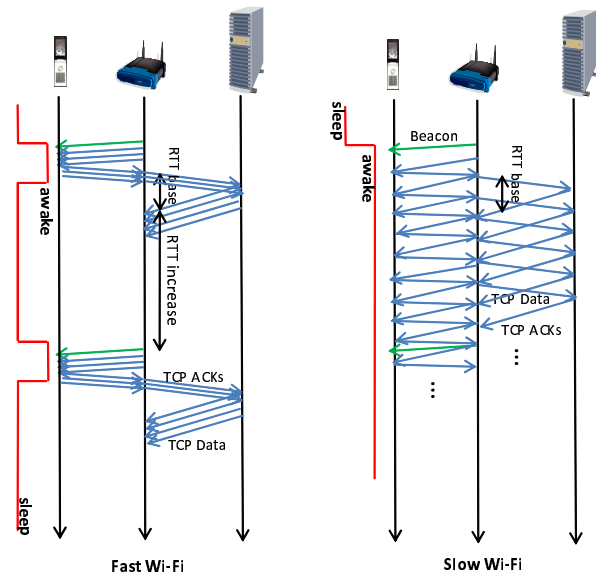 RTT base
awake
RTT increase
TCP ACKs
TCP Data
sleep
Fast Wi-Fi
sleep
Beacon
awake
RTT base
TCP Data
TCP ACKs
...
...
Slow Wi-Fi